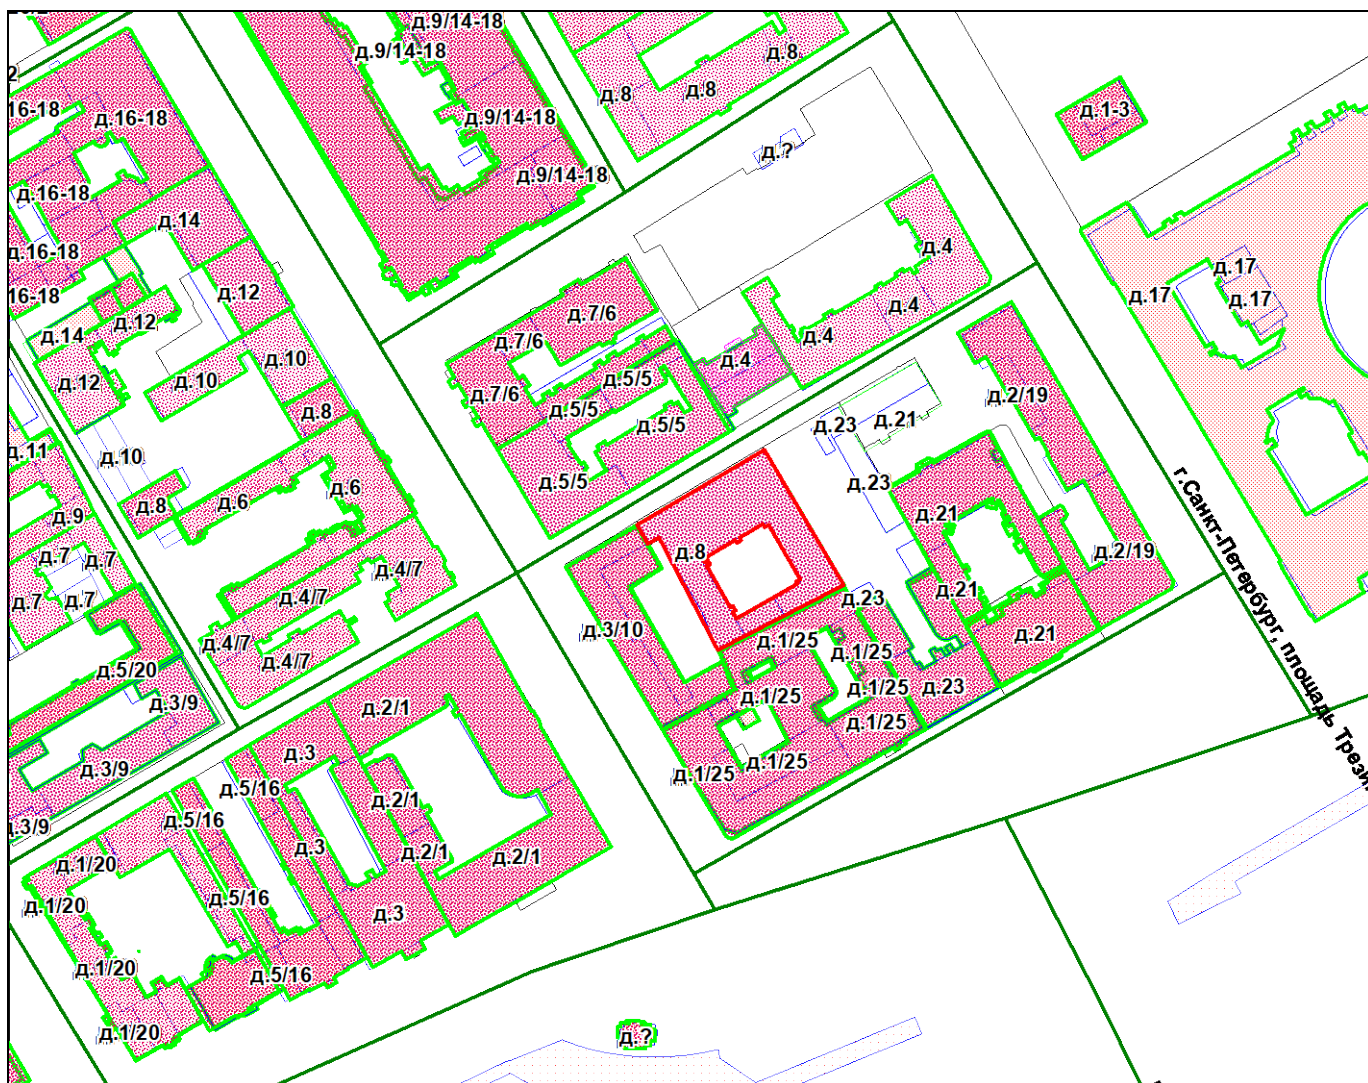 д.9/14-18
д.9/14-18
д.8
д.8
д.8
д.1-3
16-18
д.16-18
д.9/14-18
д.?
д.9/14-18
д.16-18
д.14
д.16-18
д.4
д.17
д.17
д.17
16-18
д.12
д.12
д.14
д.7/6
д.7/6
д.4
д.4
д.4
д.10
д.12
д.10
д.5/5
д.7/6
д.5/5
д.2/19
д.8
д.5/5
д.23
д.21
д.11
д.10
д.5/5
д.23
д.6
д.8
д.6
д.9
д.21
г.Санкт-Петербург, площадь Трезин
д.7
д.7
д.8
д.2/19
д.4/7
д.7
д.7
д.4/7
д.23
д.21
д.3/10
д.21
д.4/7
д.1/25
д.1/25
д.4/7
д.5/20
д.1/25
д.23
д.3/9
д.1/25
д.2/1
д.1/25
д.3
д.1/25
д.1/25
д.3/9
д.5/16
д.2/1
д.3/9
д.5/16
д.3
д.2/1
д.2/1
д.1/20
д.5/16
д.1/20
д.3
д.1/20
д.5/16
д.1/20
д.?